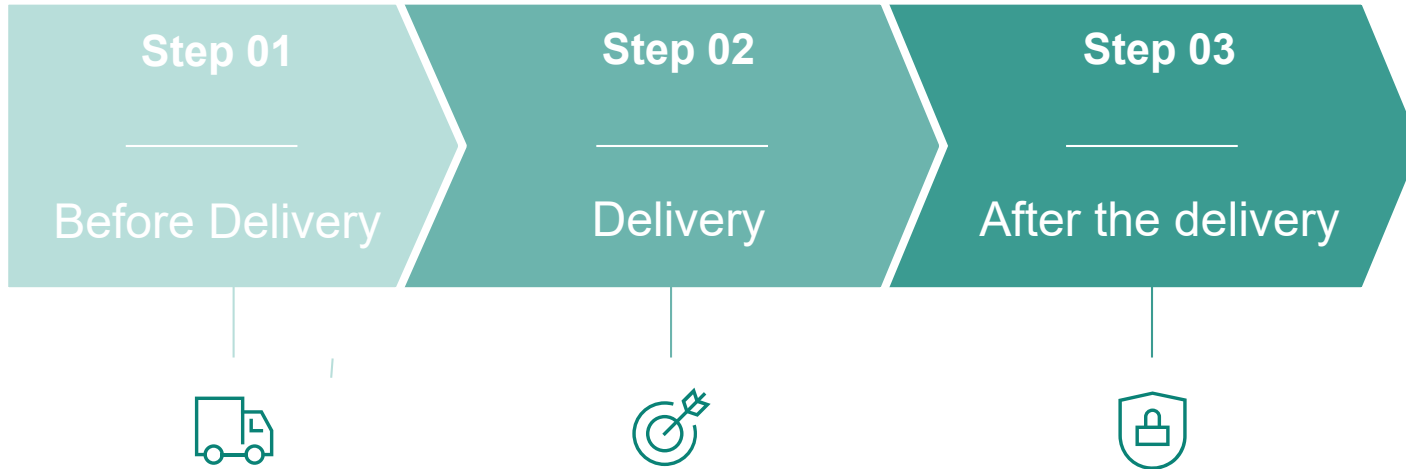 Step 01
Before Delivery
Step 02
Delivery
Step 03
After the delivery